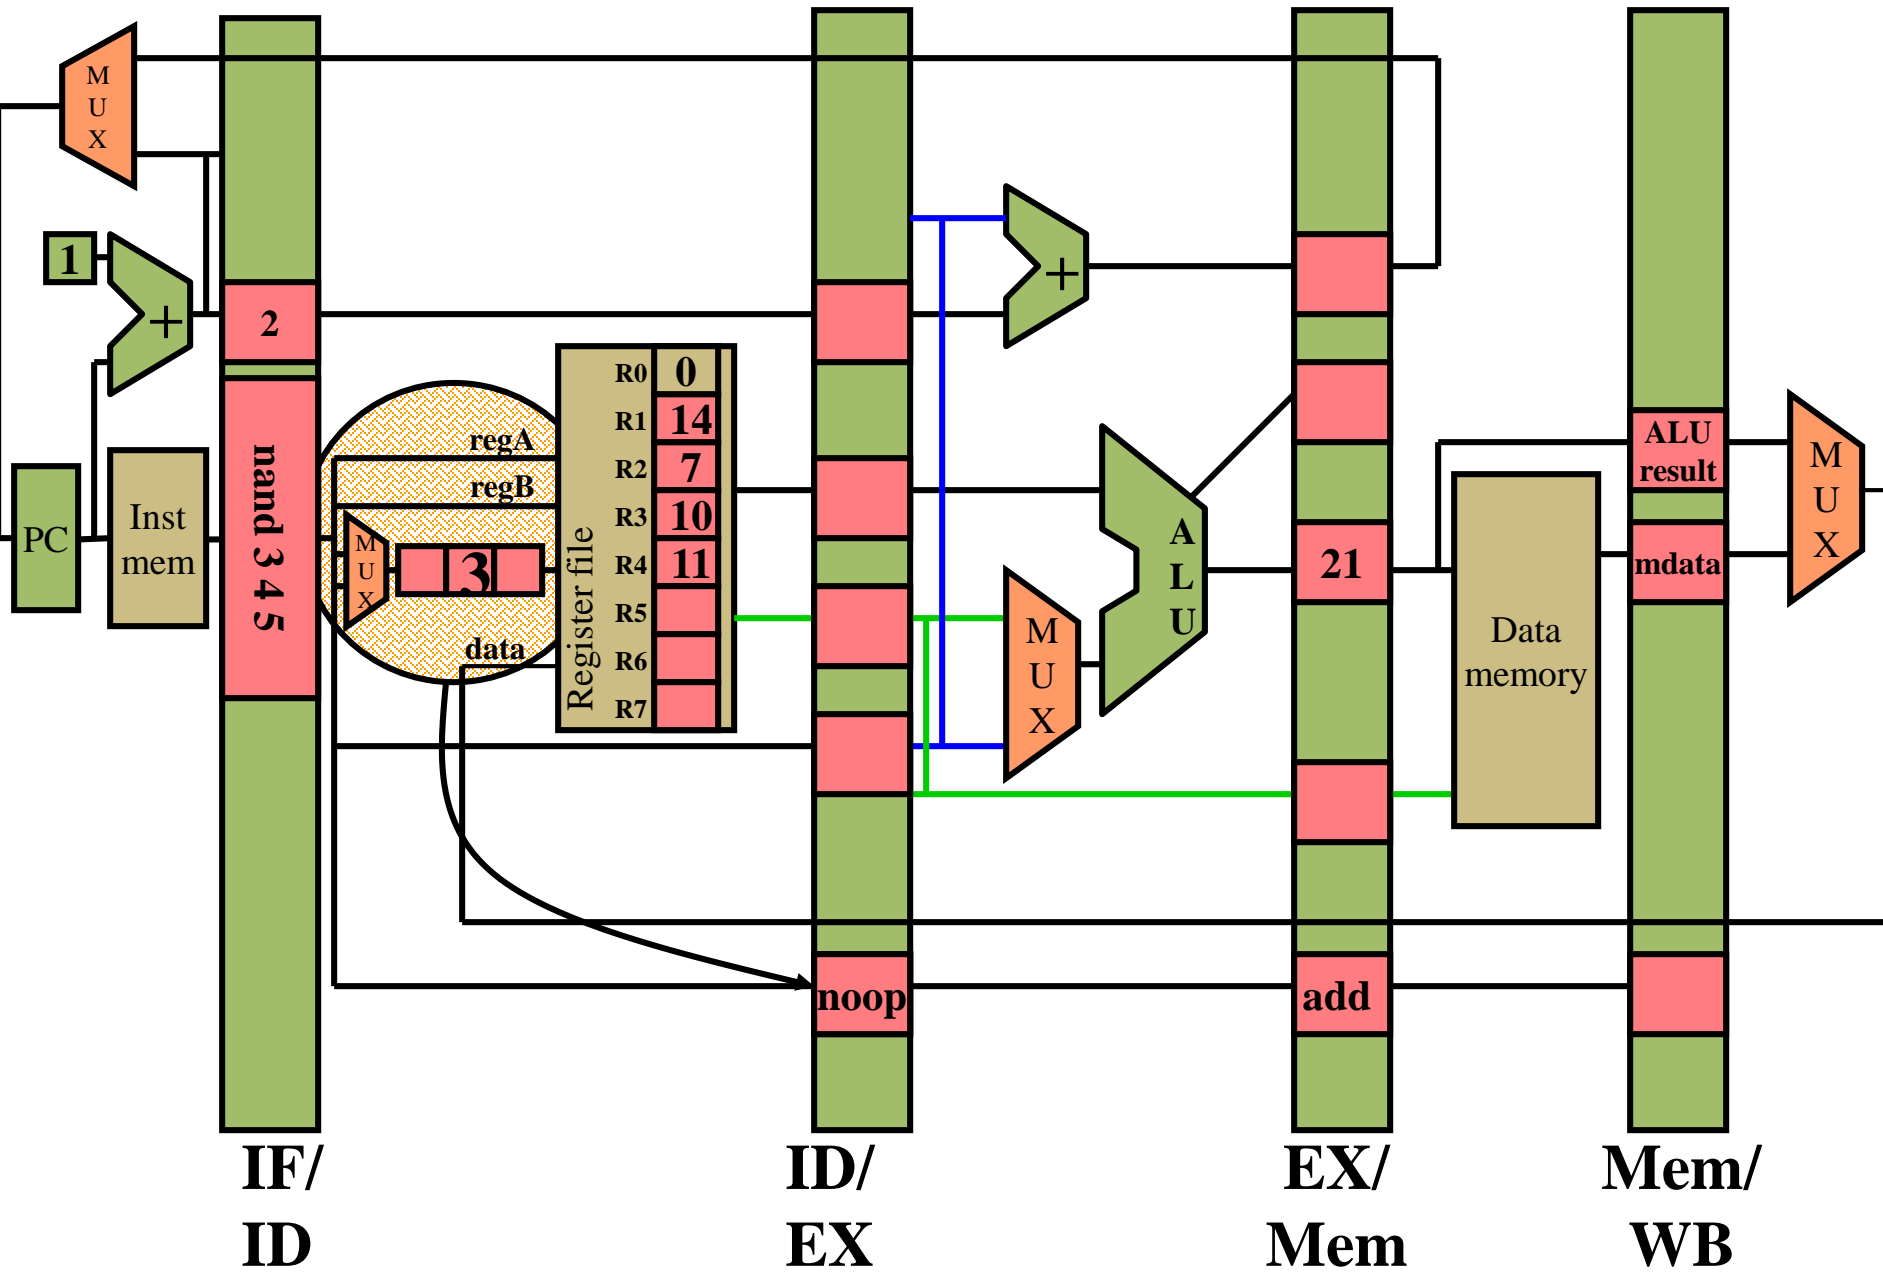 M
U
X
1
+
2
PC
Inst
mem
nand 3 4 5
regA
regB
M
U
X
3
data
Register file
R0 0
R1 14
R2 7
R3 10
R4 11
R5
R6
R7
noop
+
M
U
X
A
L
U
21
add
Data
memory
ALU
result
mdata
M
U
X
IF/
ID
ID/
EX
EX/
Mem
Mem/
WB